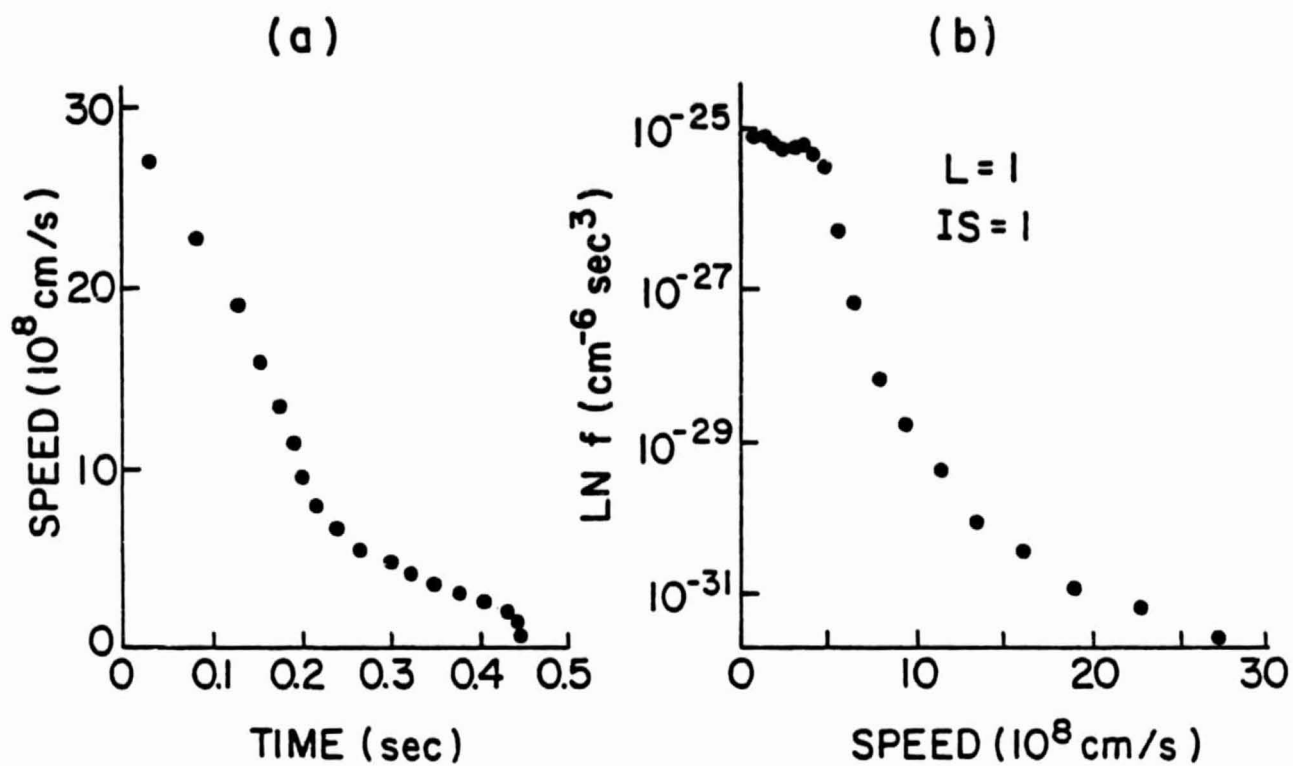 (a)
SPEED (10⁸ cm/s)
30
20
10
0
0 0.1 0.2 0.3 0.4 0.5
TIME (sec)
(b)
LN f (cm⁻⁶ sec³)
10⁻²⁵
10⁻²⁷
10⁻²⁹
10⁻³¹
L = 1
IS = 1
0 10 20 30
SPEED (10⁸ cm/s)